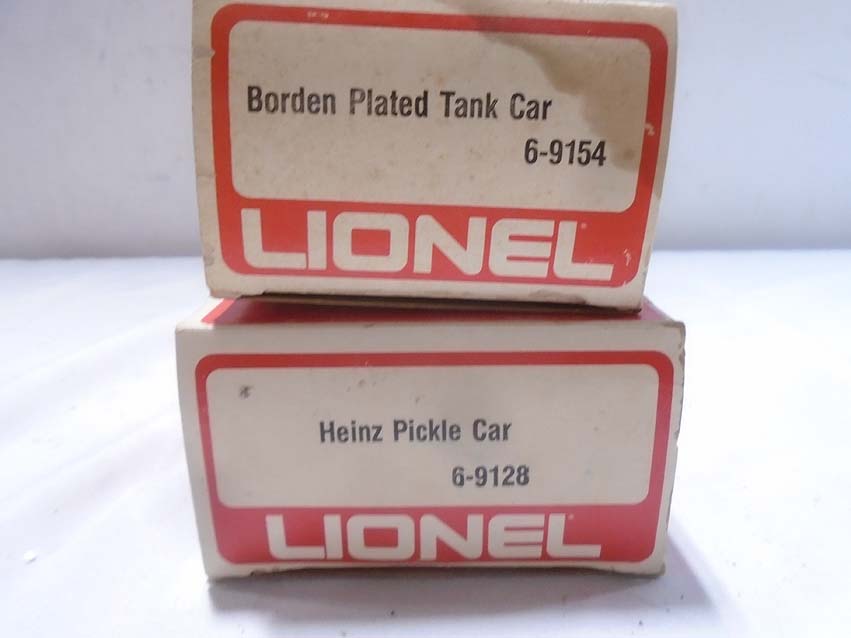 Borden Plated Tank Car
6-9154
LIONEL
Heinz Pickle Car
6-9128
LIONEL